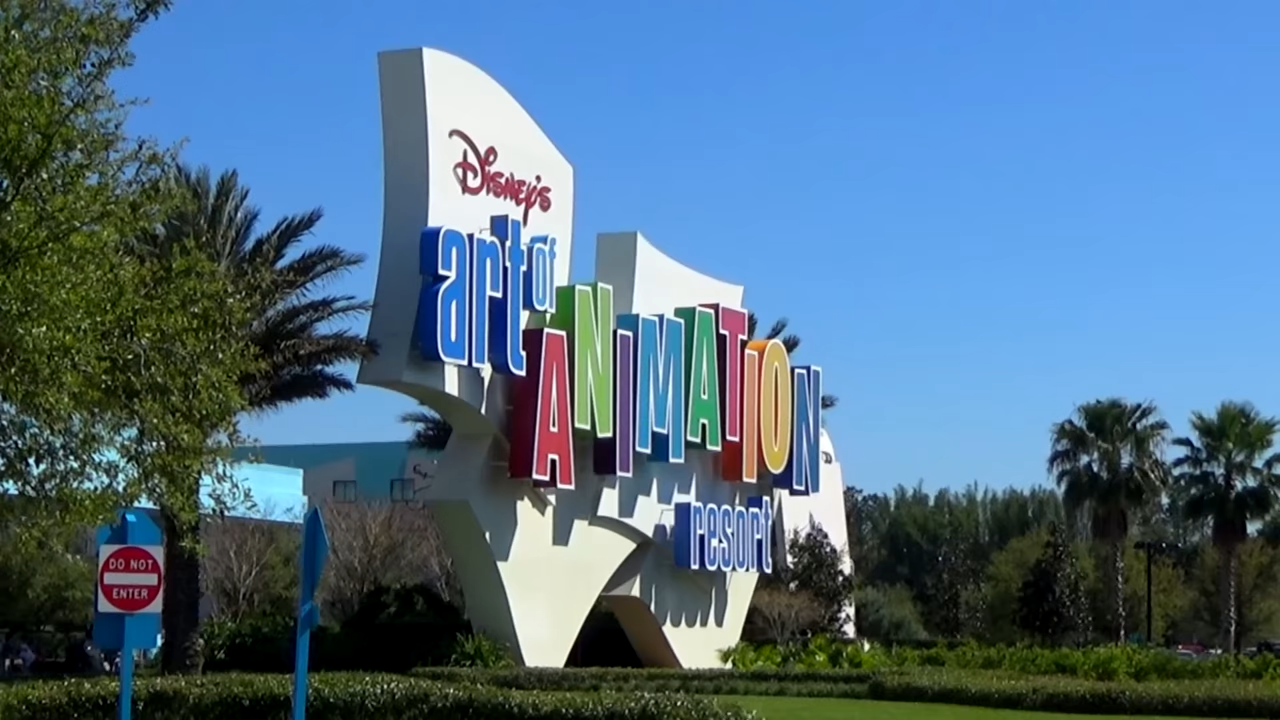 Disney's
art of
ANIMATION
resort
DO NOT
ENTER